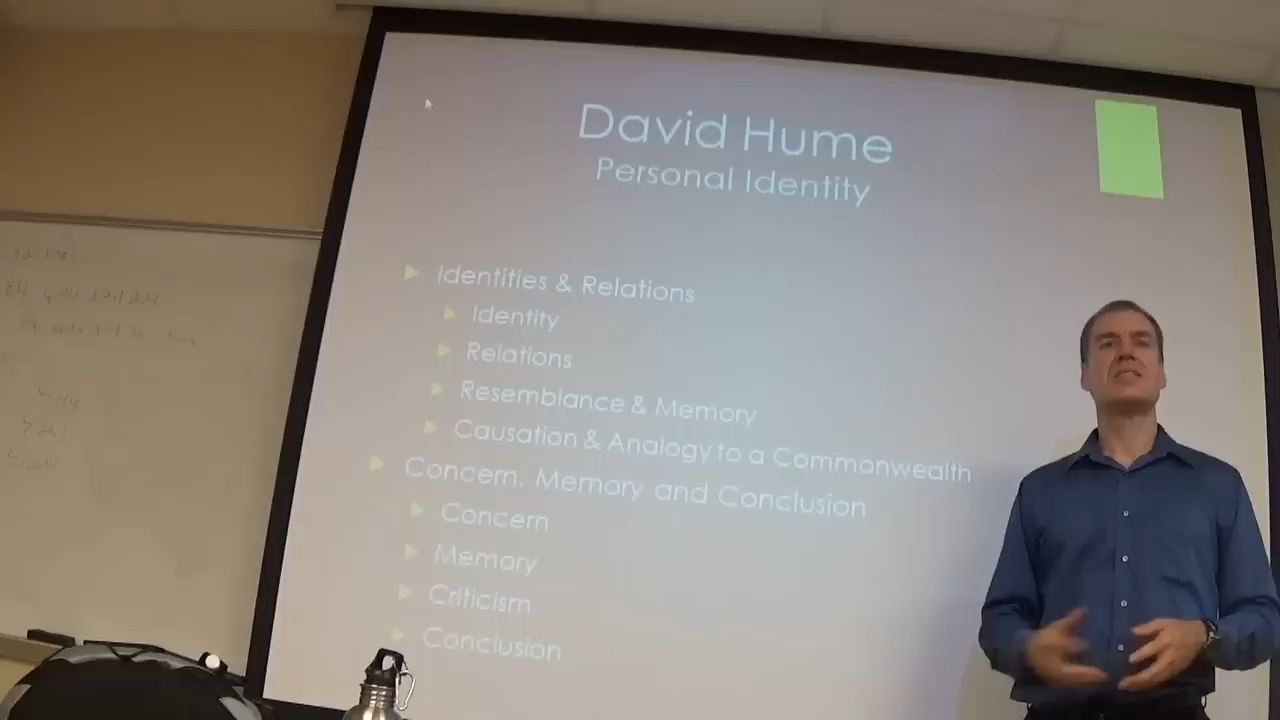 David Hume
Personal Identity
Identities & Relations
Identity
Relations
Resemblance & Memory
Causation & Analogy to a Commonwealth
Concern, Memory and Conclusion
Concern
Memory
Criticism
Conclusion